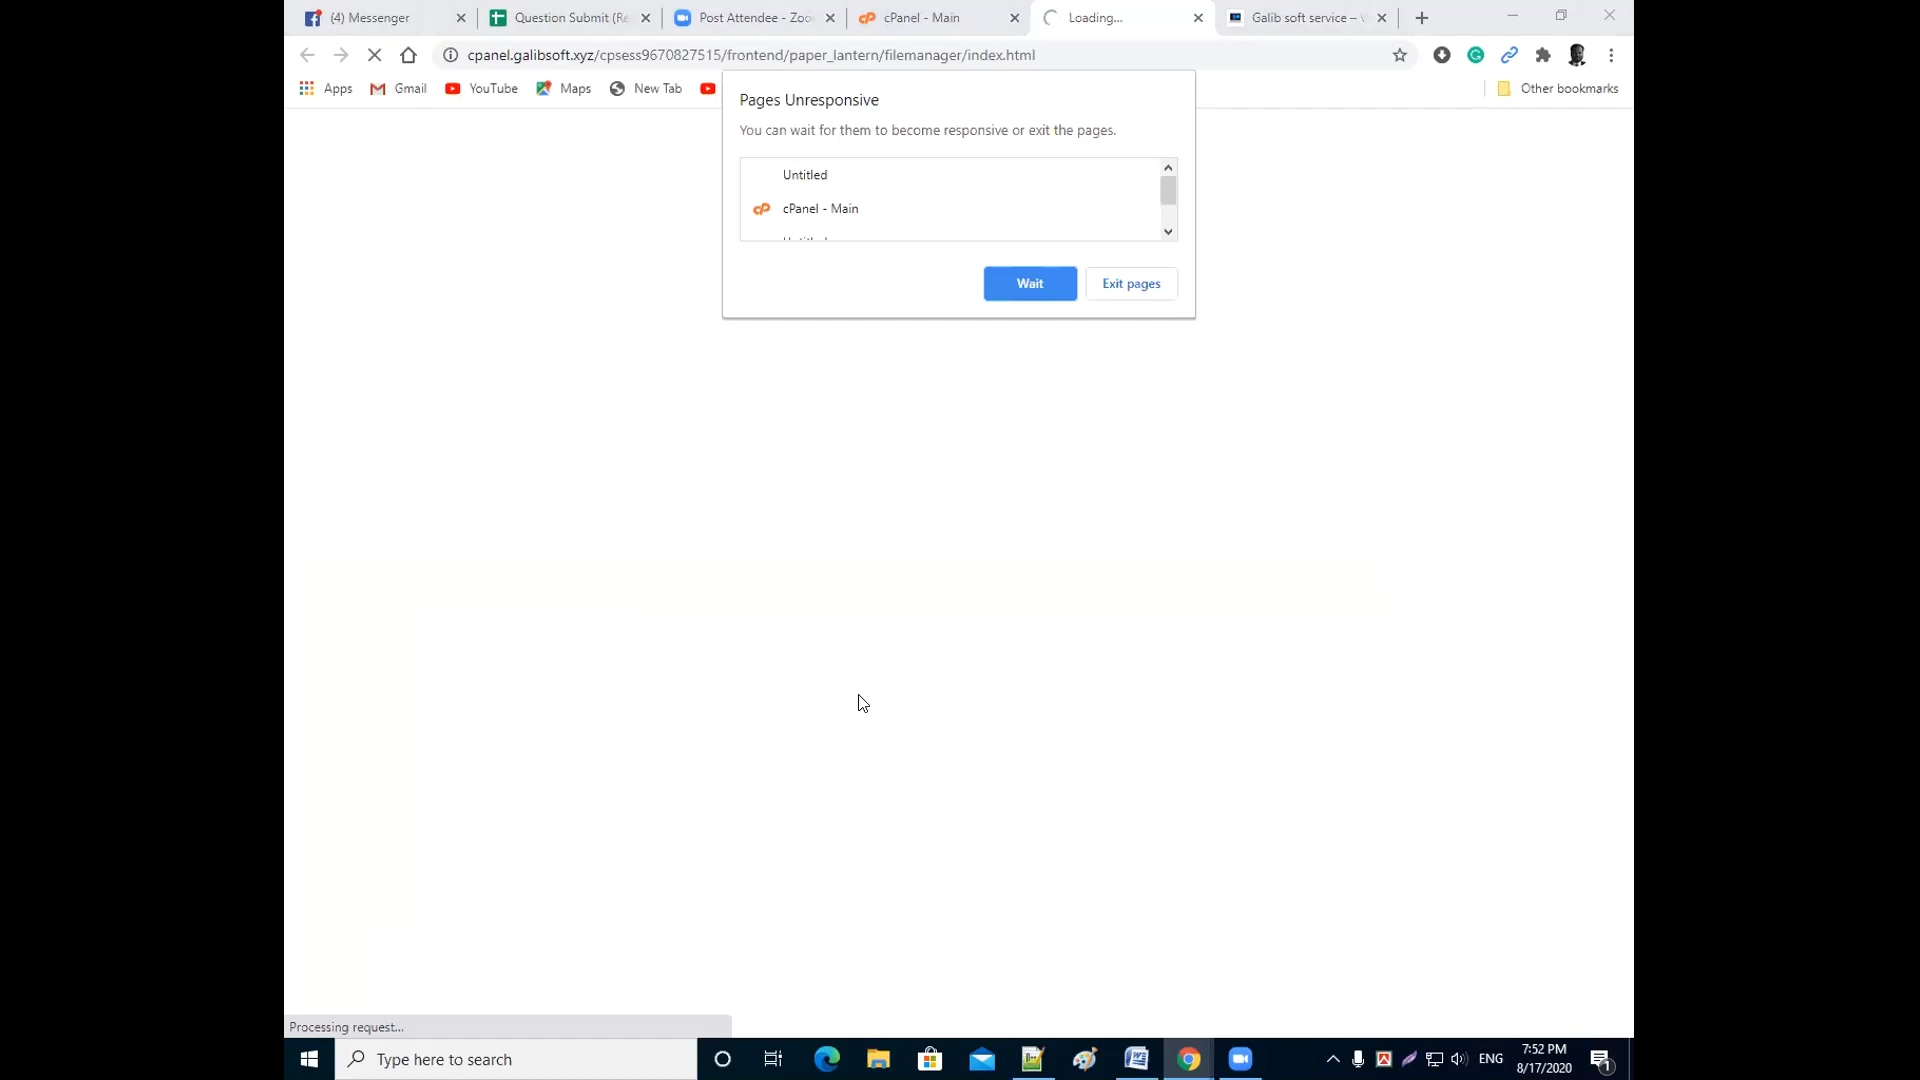 (4) Messenger
Question Submit (Re
Post Attendee - Zoo
cPanel - Main
Loading...
Galib soft service –
cpanel.galibsoft.xyz/cpsess9670827515/frontend/paper_lantern/filemanager/index.html
Apps
Gmail
YouTube
Maps
New Tab
Other bookmarks
Pages Unresponsive
You can wait for them to become responsive or exit the pages.
Untitled
cPanel - Main
Wait
Exit pages
Processing request...
Type here to search
ENG
7:52 PM
8/17/2020
1